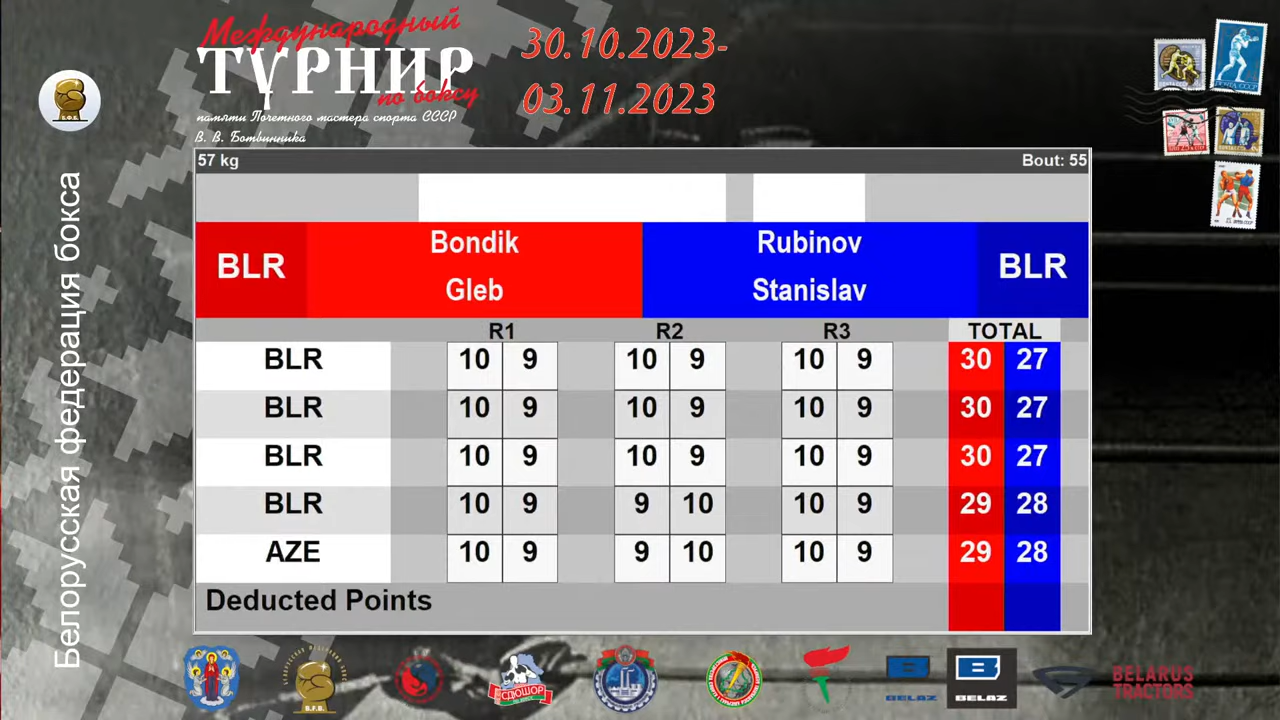 Международный
ТУРНИР
по боксу
памяти Почетного мастера спорта СССР
В. В. Ботвинника
30.10.2023-
03.11.2023
Белорусская федерация бокса
57 kg Bout: 55
BLR Bondik Gleb Rubinov Stanislav BLR
R1 R2 R3 TOTAL
BLR 10 9 10 9 10 9 30 27
BLR 10 9 10 9 10 9 30 27
BLR 10 9 10 9 10 9 30 27
BLR 10 9 9 10 10 9 29 28
AZE 10 9 9 10 10 9 29 28
Deducted Points
СДЮШОР
BELAZ
BELAZ
BELARUS
TRACTORS